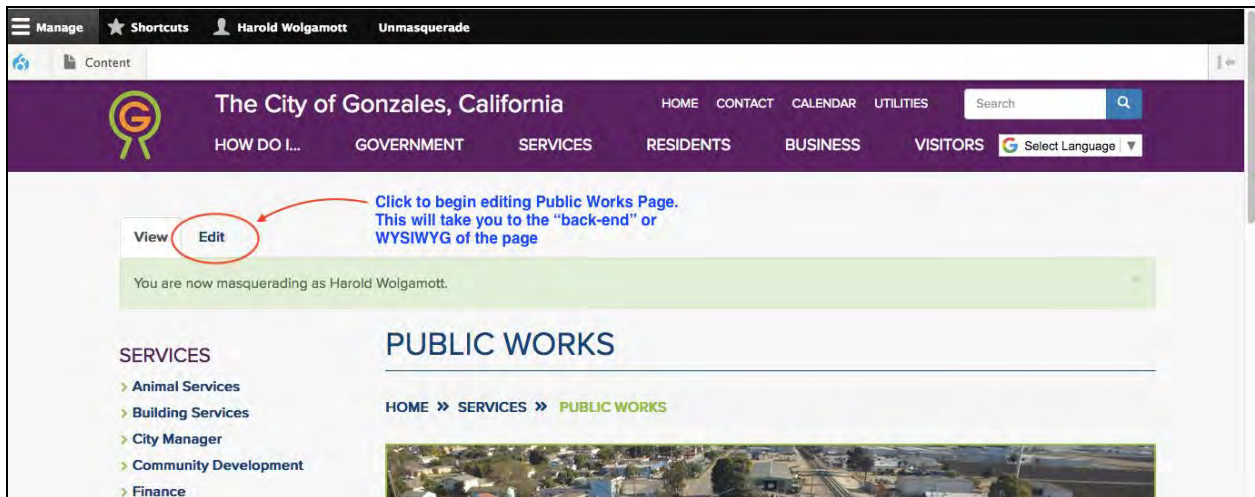 Manage Shortcuts Harold Wolgamott Unmasquerade
Content
G
The City of Gonzales, California
HOME CONTACT CALENDAR UTILITIES
Search
HOW DO I... GOVERNMENT SERVICES RESIDENTS BUSINESS VISITORS
G Select Language ▼
Click to begin editing Public Works Page.
This will take you to the “back-end” or
WYSIWYG of the page
View Edit
You are now masquerading as Harold Wolgamott.
PUBLIC WORKS
SERVICES
HOME » SERVICES » PUBLIC WORKS
> Animal Services
> Building Services
> City Manager
> Community Development
> Finance